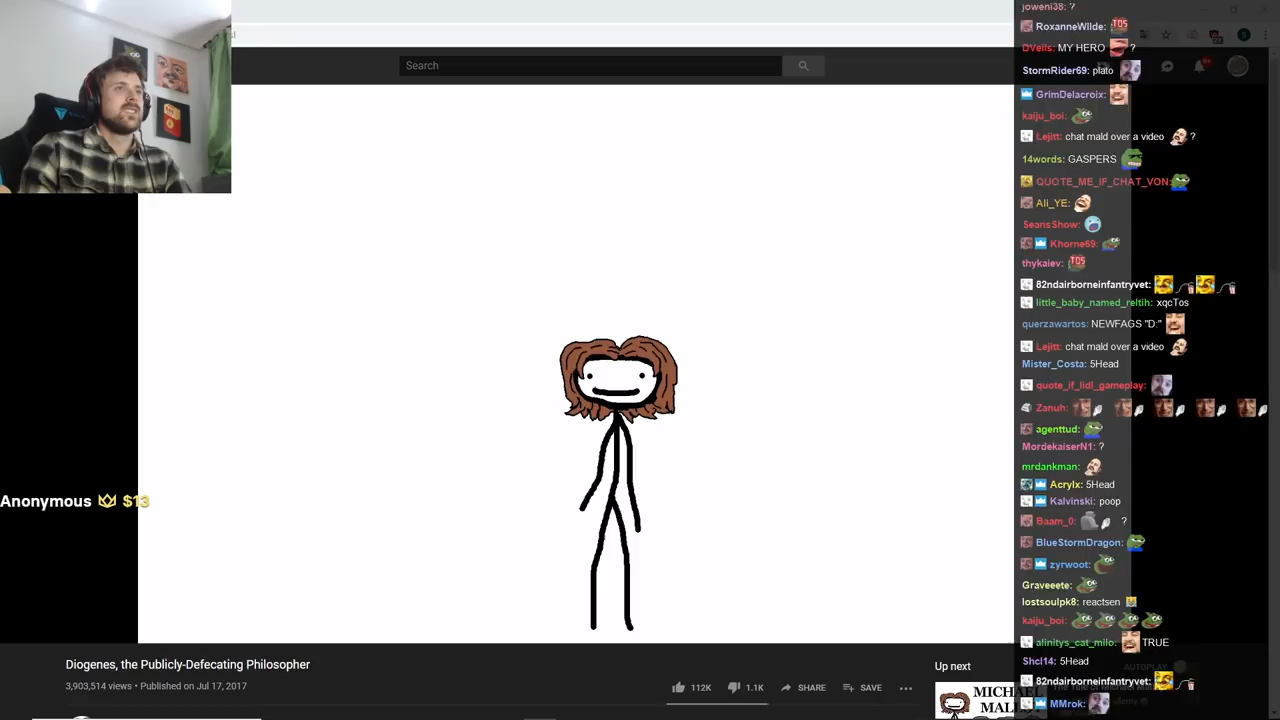 Search
joweni38: ?
RoxanneWilde:
DVeils: MY HERO ?
StormRider69: plato
GrimDelacroix:
kaiju_boi:
Lejitt: chat mald over a video ?
14words: GASPERS
QUOTE_ME_IF_CHAT_VON:
Ali_YE:
SeansShow:
Khorne69:
thykaiev:
82ndairborneinfantryvet:
little_baby_named_reltih: xqcTos
querzawartos: NEWFAGS "D:"
Lejitt: chat mald over a video
Mister_Costa: 5Head
quote_if_lidl_gameplay:
Zanuh:
agenttud:
MordekaiserN1: ?
mrdankman:
Acrylx: 5Head
Kalvinski: poop
Baam_0: ?
BlueStormDragon:
zyrwoot:
Graveeete:
lostsoulpk8: reactsen
kaiju_boi:
alinitys_cat_milo: TRUE
Shcl14: 5Head
82ndairborneinfantryvet:
MMrok:
Anonymous $13
Diogenes, the Publicly-Defecating Philosopher
3,903,514 views • Published on Jul 17, 2017
112K 1.1K SHARE SAVE
Up next
AUTOPLAY
MICHAEL